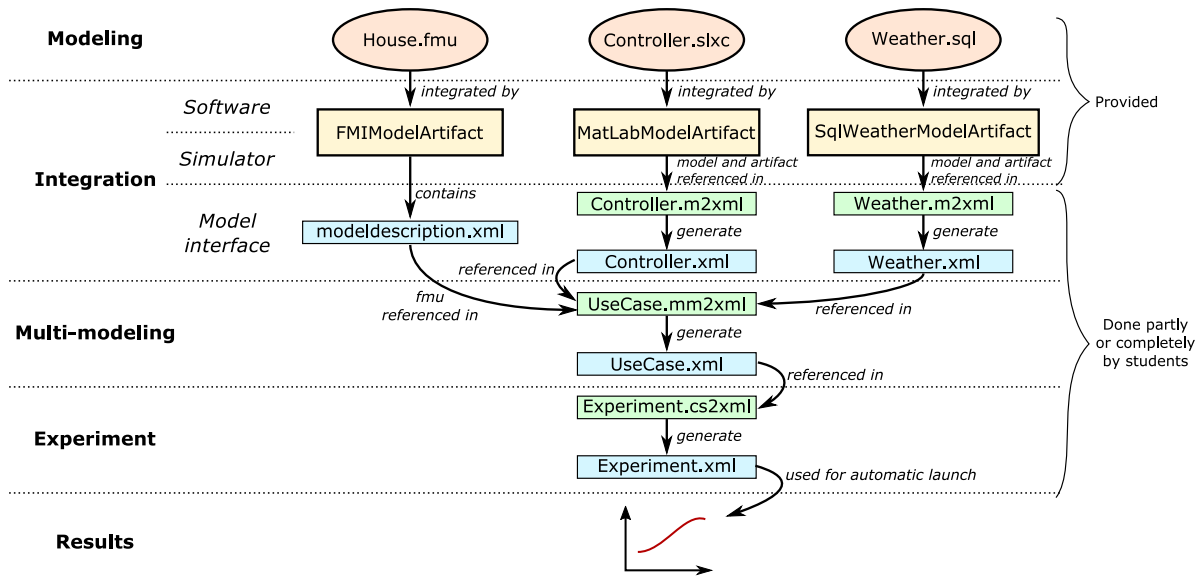 Modeling
House.fmu
Controller.slxc
Weather.sql
integrated by
integrated by
integrated by
Provided
Software
FMIModelArtifact
MatLabModelArtifact
SqlWeatherModelArtifact
Simulator
Integration
contains
model and artifact
referenced in
model and artifact
referenced in
Model
interface
modeldescription.xml
Controller.m2xml
Weather.m2xml
generate
generate
Controller.xml
Weather.xml
referenced in
fmu
referenced in
UseCase.mm2xml
referenced in
Multi-modeling
generate
UseCase.xml
referenced in
Done partly
or completely
by students
Experiment.cs2xml
Experiment
generate
Experiment.xml
used for automatic launch
Results